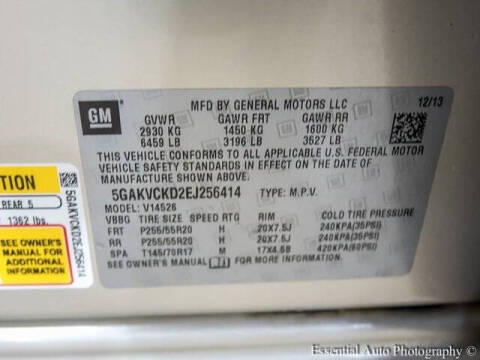 MFD BY GENERAL MOTORS LLC
12/13
GM
GVWR GAWR FRT GAWR RR
2930 KG 1450 KG 1600 KG
6459 LB 3196 LB 3527 LB
THIS VEHICLE CONFORMS TO ALL APPLICABLE U.S. FEDERAL MOTOR
VEHICLE SAFETY STANDARDS IN EFFECT ON THE DATE OF
MANUFACTURE SHOWN ABOVE.
5GAKVCKD2EJ256414 TYPE: M.P.V.
MODEL: V14526
VBBG TIRE SIZE SPEED RTG RIM COLD TIRE PRESSURE
FRT P255/55R20 H 20X7.5J 240KPA(35PSI)
RR P255/55R20 H 20X7.5J 240KPA(35PSI)
SPA T145/70R17 M 17X4.5B 420KPA(60PSI)
SEE OWNER'S MANUAL FOR ADDITIONAL INFORMATION.
REAR 5
1362 lbs.
SEE OWNER'S
MANUAL FOR
ADDITIONAL
INFORMATION
5GAKVCKD2EJ256414
Essential Auto Photography ©